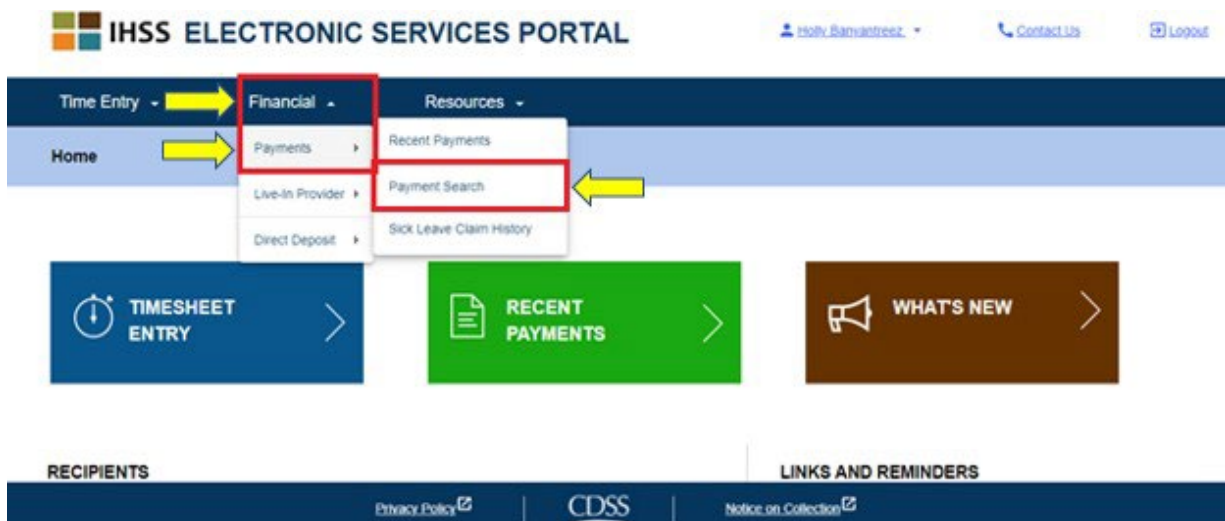 IHSS ELECTRONIC SERVICES PORTAL
Holly Banyantreez
Contact Us
Logout
Time Entry
Financial
Resources
Home
Payments
Recent Payments
Payment Search
Live-In Provider
Sick Leave Claim History
Direct Deposit
TIMESHEET
ENTRY
RECENT
PAYMENTS
WHAT'S NEW
RECIPIENTS
LINKS AND REMINDERS
Privacy Policy
CDSS
Notice on Collection